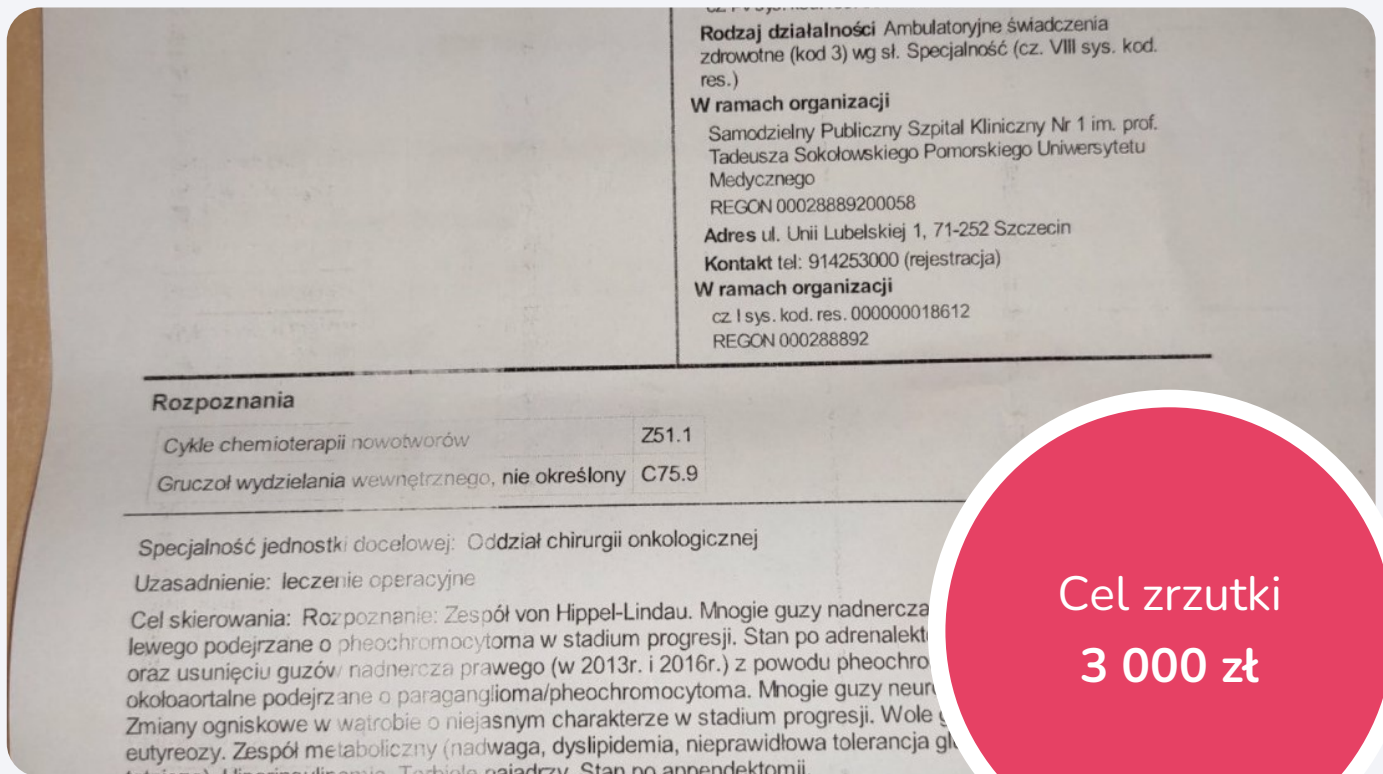 Rodzaj działalności Ambulatoryjne świadczenia
zdrowotne (kod 3) wg sł. Specjalność (cz. VIII sys. kod.
res.)
W ramach organizacji
Samodzielny Publiczny Szpital Kliniczny Nr 1 im. prof.
Tadeusza Sokołowskiego Pomorskiego Uniwersytetu
Medycznego
REGON 00028889200058
Adres ul. Unii Lubelskiej 1, 71-252 Szczecin
Kontakt tel: 914253000 (rejestracja)
W ramach organizacji
cz. I sys. kod. res. 000000018612
REGON 000288892
Rozpoznania
Cykle chemioterapii nowotworów Z51.1
Gruczoł wydzielania wewnętrznego, nie określony C75.9
Specjalność jednostki docelowej: Oddział chirurgii onkologicznej
Uzasadnienie: leczenie operacyjne
Cel skierowania: Rozpoznanie: Zespół von Hippel-Lindau. Mnogie guzy nadnercza
lewego podejrzane o pheochromocytoma w stadium progresji. Stan po
oraz usunięciu guzów nadnercza prawego (w 2013r. i 2016r.) z powodu
okołoaortalne podejrzane o paraganglioma/pheochromocytoma. Mnogie guzy
Zmiany ogniskowe w wątrobie o niejasnym charakterze w stadium progresji. Wole
eutyreozy. Zespół metaboliczny (nadwaga, dyslipidemia, nieprawidłowa tolerancja
Stan po appendektomii.
Cel zrzutki
3 000 zł